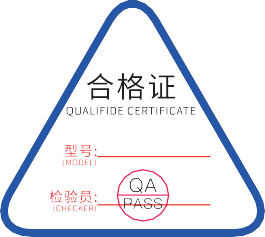 合格证
QUALIFIDE CERTIFICATE
型号:
(MODEL)
检验员:
(CHECKER)
QA
PASS